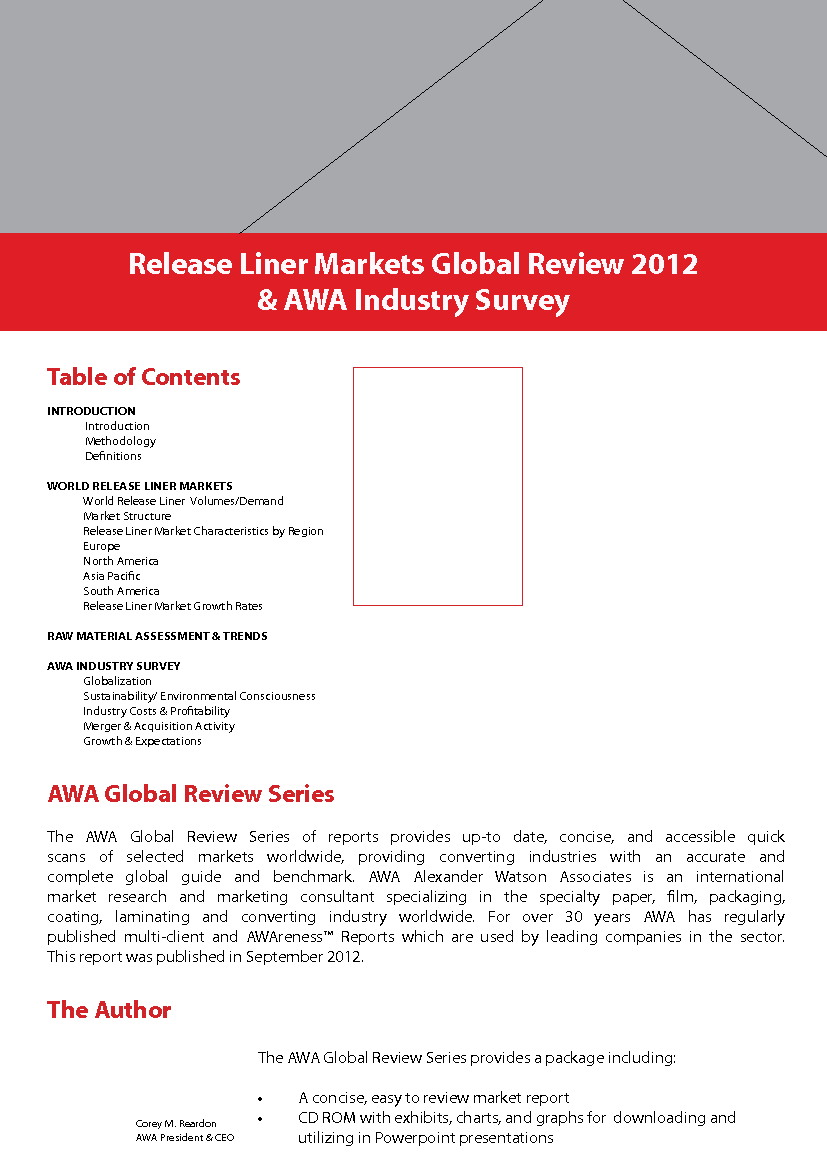 Release Liner Markets Global Review 2012
& AWA Industry Survey
Table of Contents
INTRODUCTION
Introduction
Methodology
Definitions
WORLD RELEASE LINER MARKETS
World Release Liner Volumes/Demand
Market Structure
Release Liner Market Characteristics by Region
Europe
North America
Asia Pacific
South America
Release Liner Market Growth Rates
RAW MATERIAL ASSESSMENT & TRENDS
AWA INDUSTRY SURVEY
Globalization
Sustainability/ Environmental Consciousness
Industry Costs & Profitability
Merger & Acquisition Activity
Growth & Expectations
AWA Global Review Series
The AWA Global Review Series of reports provides up-to date, concise, and accessible quick
scans of selected markets worldwide, providing converting industries with an accurate and
complete global guide and benchmark. AWA Alexander Watson Associates is an international
market research and marketing consultant specializing in the specialty paper, film, packaging,
coating, laminating and converting industry worldwide. For over 30 years AWA has regularly
published multi-client and AWAreness™ Reports which are used by leading companies in the sector.
This report was published in September 2012.
The Author
Corey M. Reardon
AWA President & CEO
The AWA Global Review Series provides a package including:
• A concise, easy to review market report
• CD ROM with exhibits, charts, and graphs for downloading and
utilizing in Powerpoint presentations